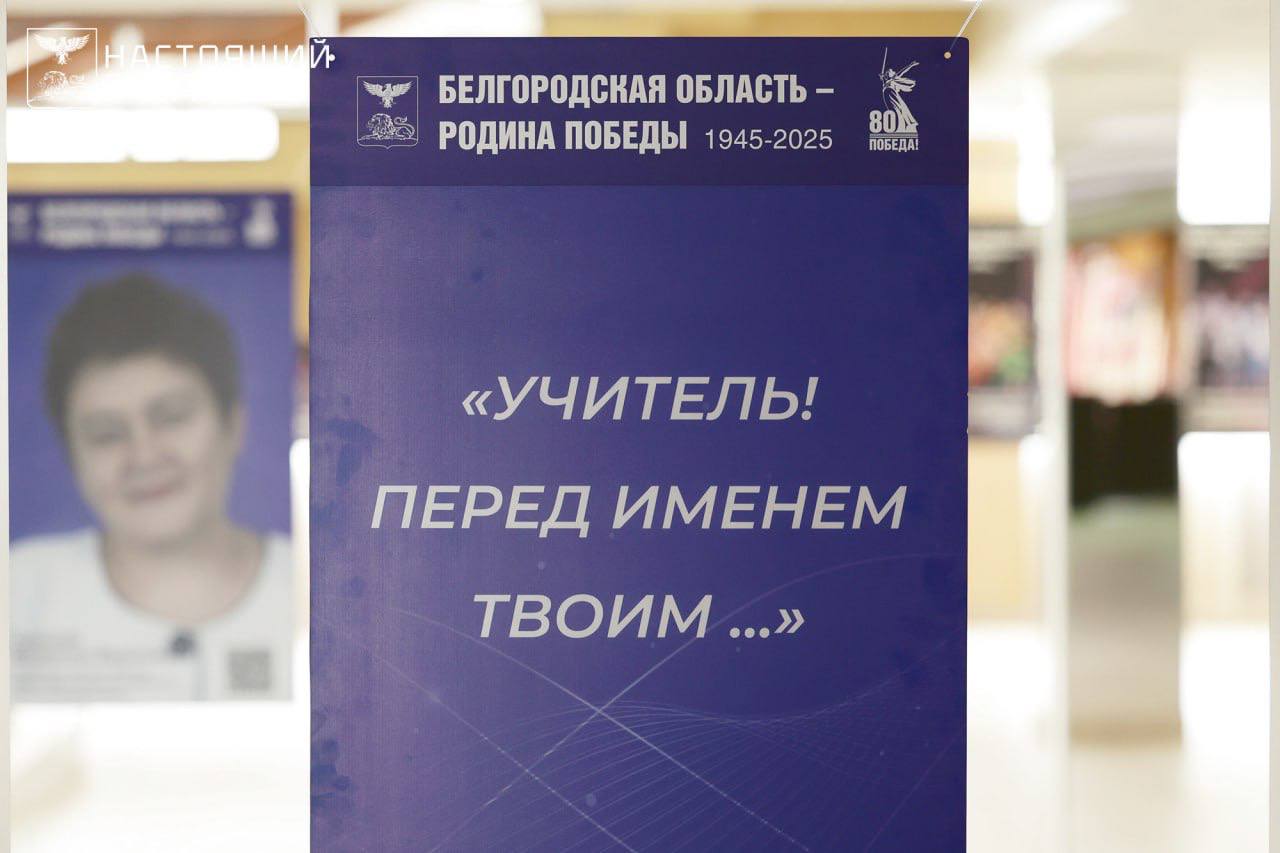 НАСТОЯЩИЙ
БЕЛГОРОДСКАЯ ОБЛАСТЬ –
РОДИНА ПОБЕДЫ 1945-2025
80
ПОБЕДА!
«УЧИТЕЛЬ!
ПЕРЕД ИМЕНЕМ
ТВОИМ ...»